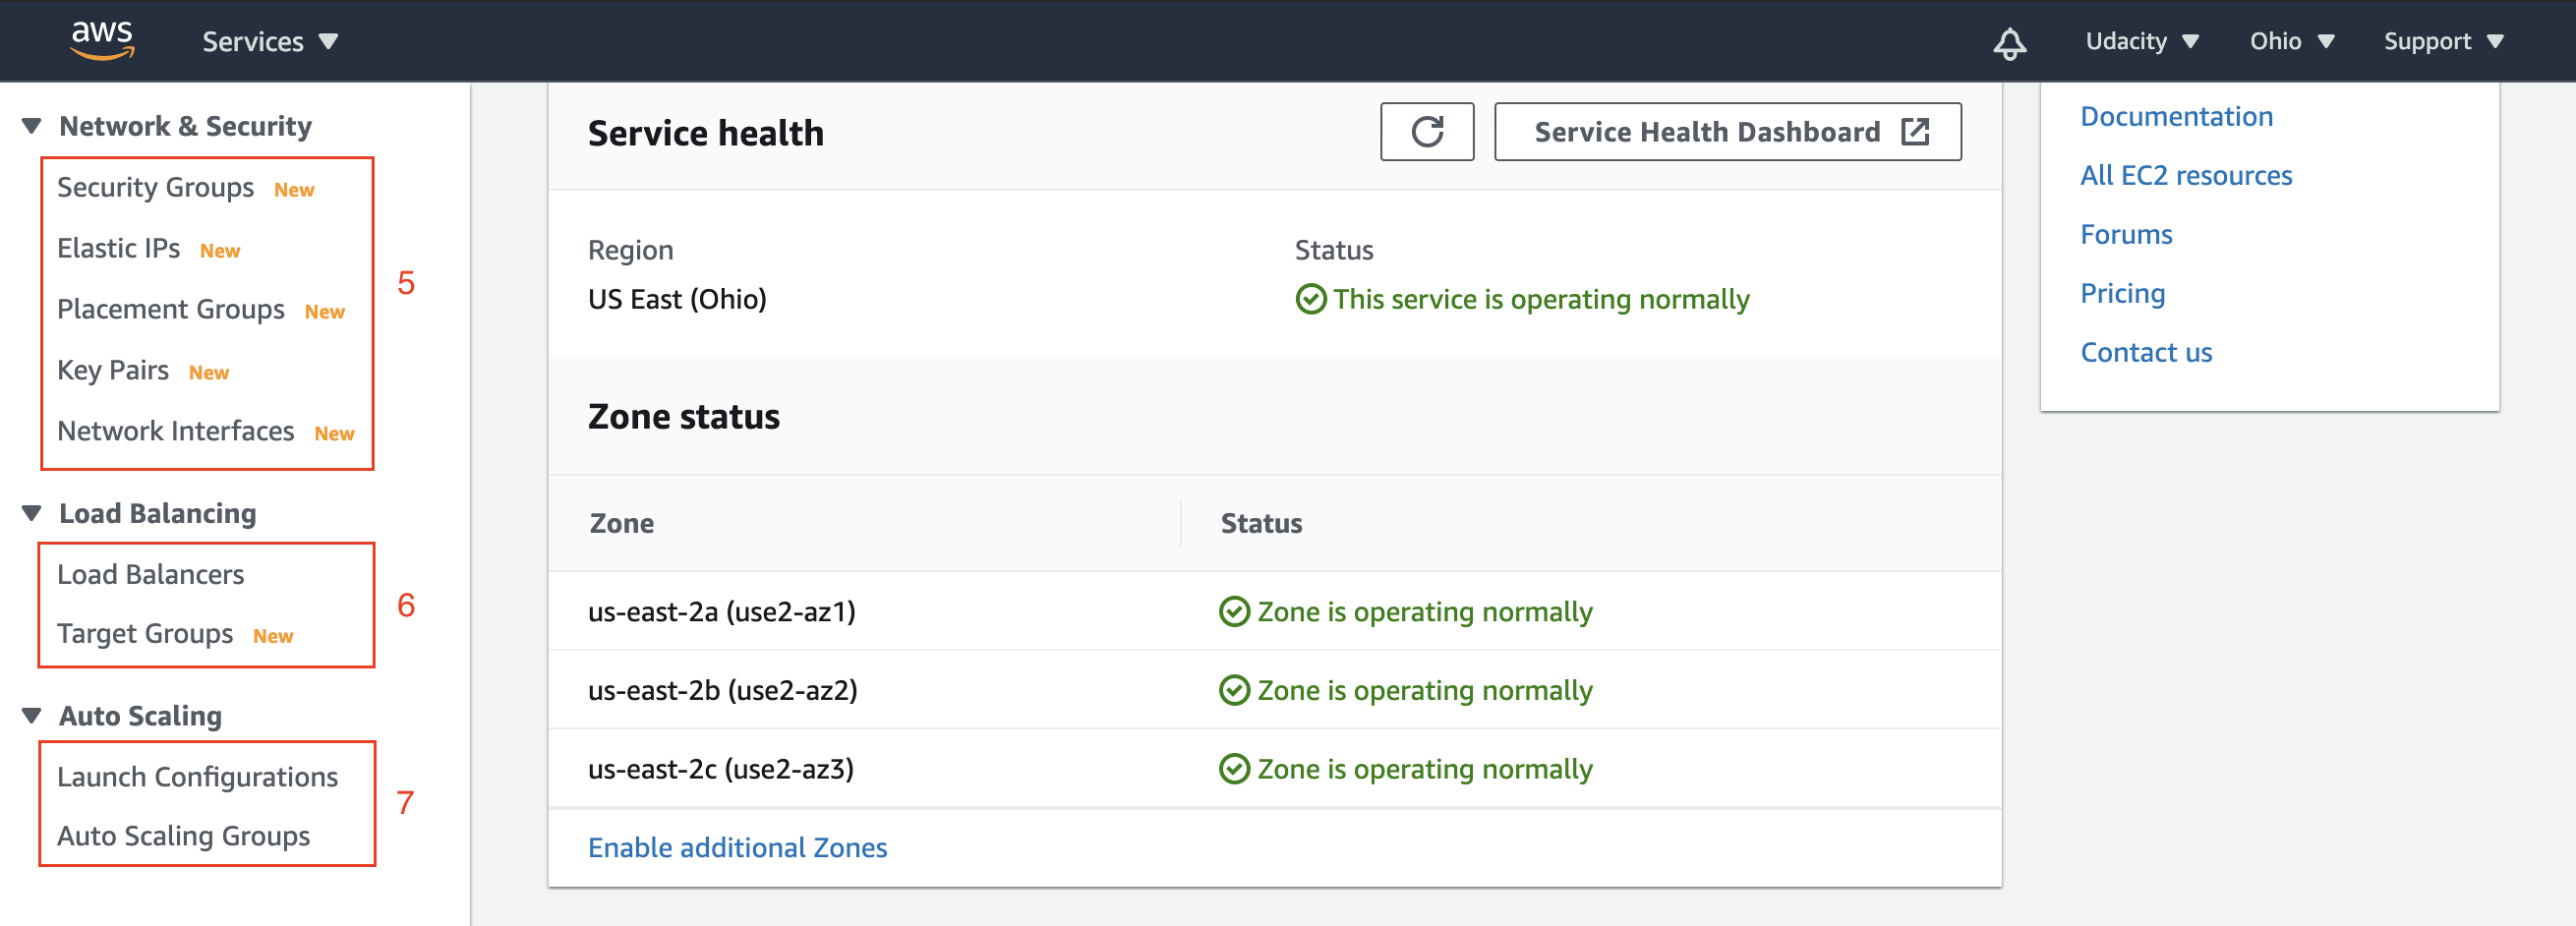 aws
Services
Udacity
Ohio
Support
Network & Security
Security Groups New
Elastic IPs New
Placement Groups New
Key Pairs New
Network Interfaces New
5
Load Balancing
Load Balancers
Target Groups New
6
Auto Scaling
Launch Configurations
Auto Scaling Groups
7
Service health
Service Health Dashboard
Region
US East (Ohio)
Status
This service is operating normally
Zone status
Zone
Status
us-east-2a (use2-az1)
Zone is operating normally
us-east-2b (use2-az2)
Zone is operating normally
us-east-2c (use2-az3)
Zone is operating normally
Enable additional Zones
Documentation
All EC2 resources
Forums
Pricing
Contact us